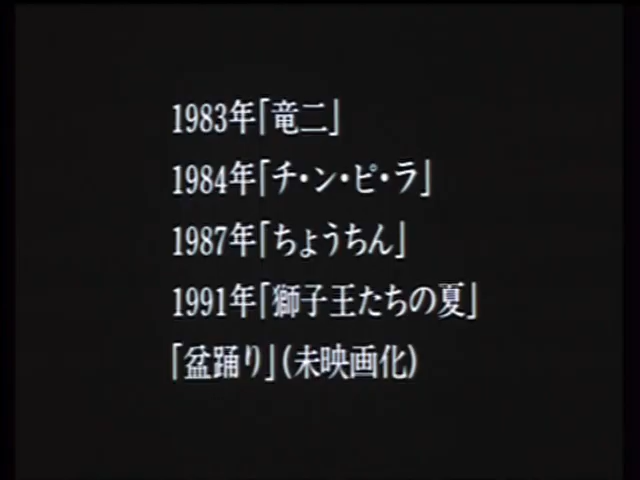 1983年「竜二」
1984年「チ・ン・ピ・ラ」
1987年「ちょうちん」
1991年「獅子王たちの夏」
「盆踊り」(未映画化)